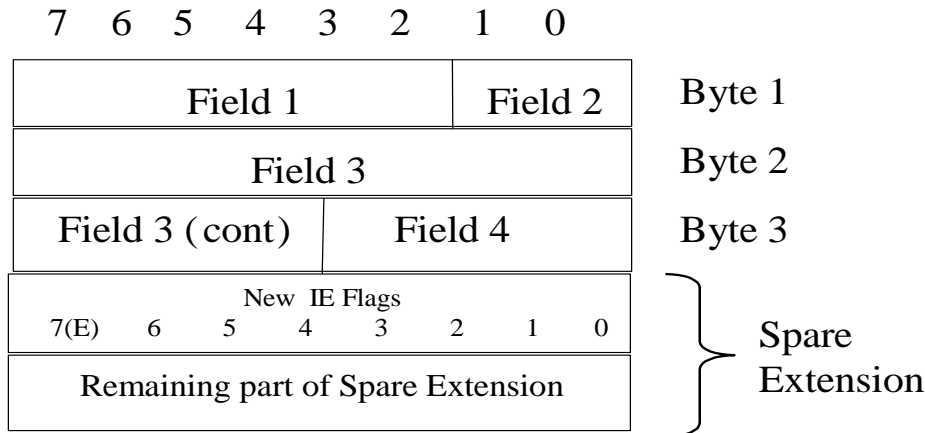 7 6 5 4 3 2 1 0
Field 1 Field 2 Byte 1
Field 3 Byte 2
Field 3 (cont) Field 4 Byte 3
New IE Flags
7(E) 6 5 4 3 2 1 0
Spare
Remaining part of Spare Extension
Extension